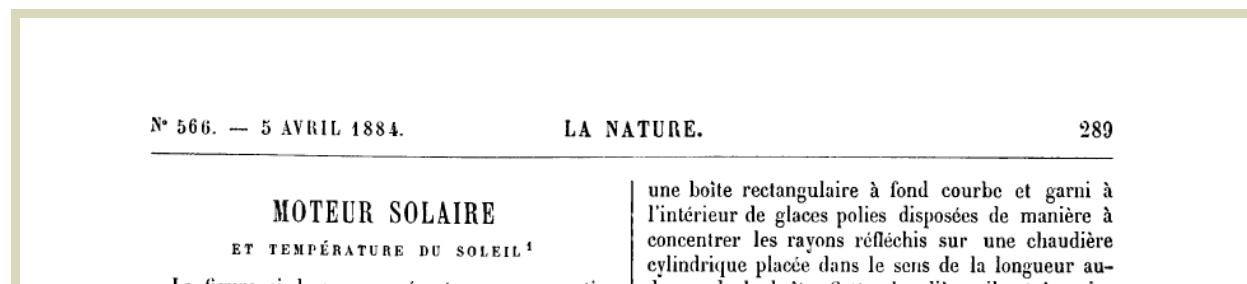 N° 566. — 5 AVRIL 1884. LA NATURE. 289
MOTEUR SOLAIRE
ET TEMPÉRATURE DU SOLEIL¹
une boîte rectangulaire à fond courbe et garni à
l'intérieur de glaces polies disposées de manière à
concentrer les rayons réfléchis sur une chaudière
cylindrique placée dans le sens de la longueur au-